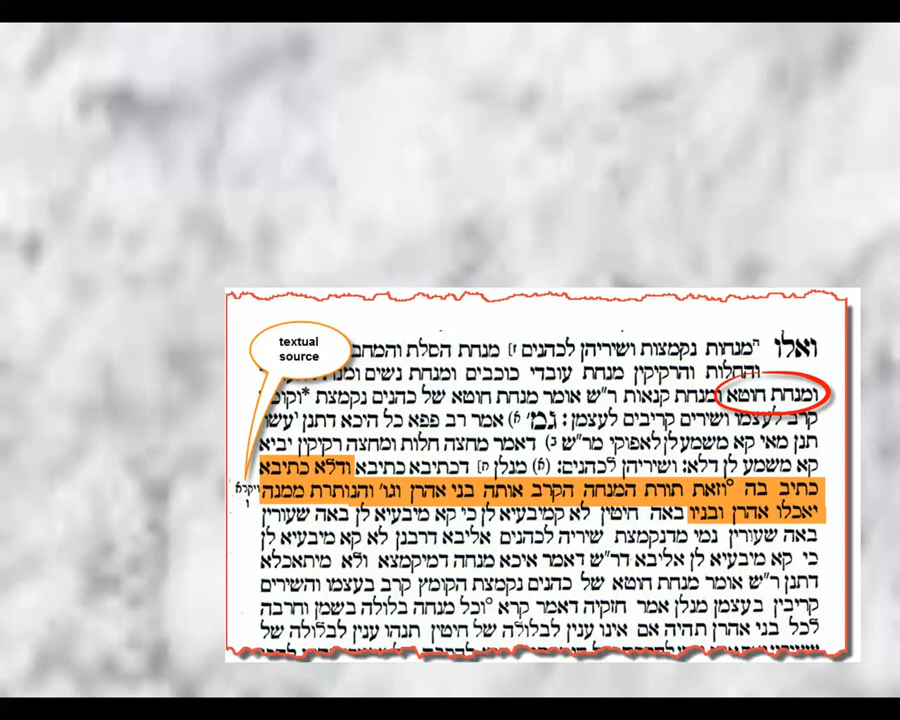 textual
source
ואלו המנחות נקמצות ושיריהן לכהנים מנחת הסלת והמחב
והחלות והרקיקין מנחת עובדי כוכבים ומנחת נשים
ומנחת חוטא ומנחת קנאות ר"ש אומר מנחת חוטא של כהנים נקמצת
קרב לעצמו ושירים קריבים לעצמן: גמ' א) אמר רב פפא כל היכא דתנן עשר
תנן מאי קא משמע לן לאפוקי מר"ש ב) דאמר מחצה חלות ומחצה רקיקין יביא
קא משמע לן דלא: ושיריהן לכהנים: (א) מנלן ח] דכתיבא כתיבא ודלא כתיבא
כתיב בה °וזאת תורת המנחה הקרב אותה בני אהרן וגו' והנותרת ממנה
ויקרא
ו
יאכלו אהרן ובניו באה חיטין לא קמיבעיא לן כי קא מיבעיא לן באה שעורין
באה שעורין נמי מדנקמצת שיריה לכהנים אליבא דרבנן לא קא מיבעיא לן
כי קא מיבעיא לן אליבא דר"ש דאמר איכא מנחה דמיקמצא ולא מיתאכלא
דתנן ר"ש אומר מנחת חוטא של כהנים נקמצת הקומץ קרב בעצמו והשירים
קריבין בעצמן מנלן אמר חזקיה דאמר קרא °וכל מנחה בלולה בשמן וחרבה
לכל בני אהרן תהיה אם אינו ענין לבלולה של חיטין תנהו ענין לבלולה של